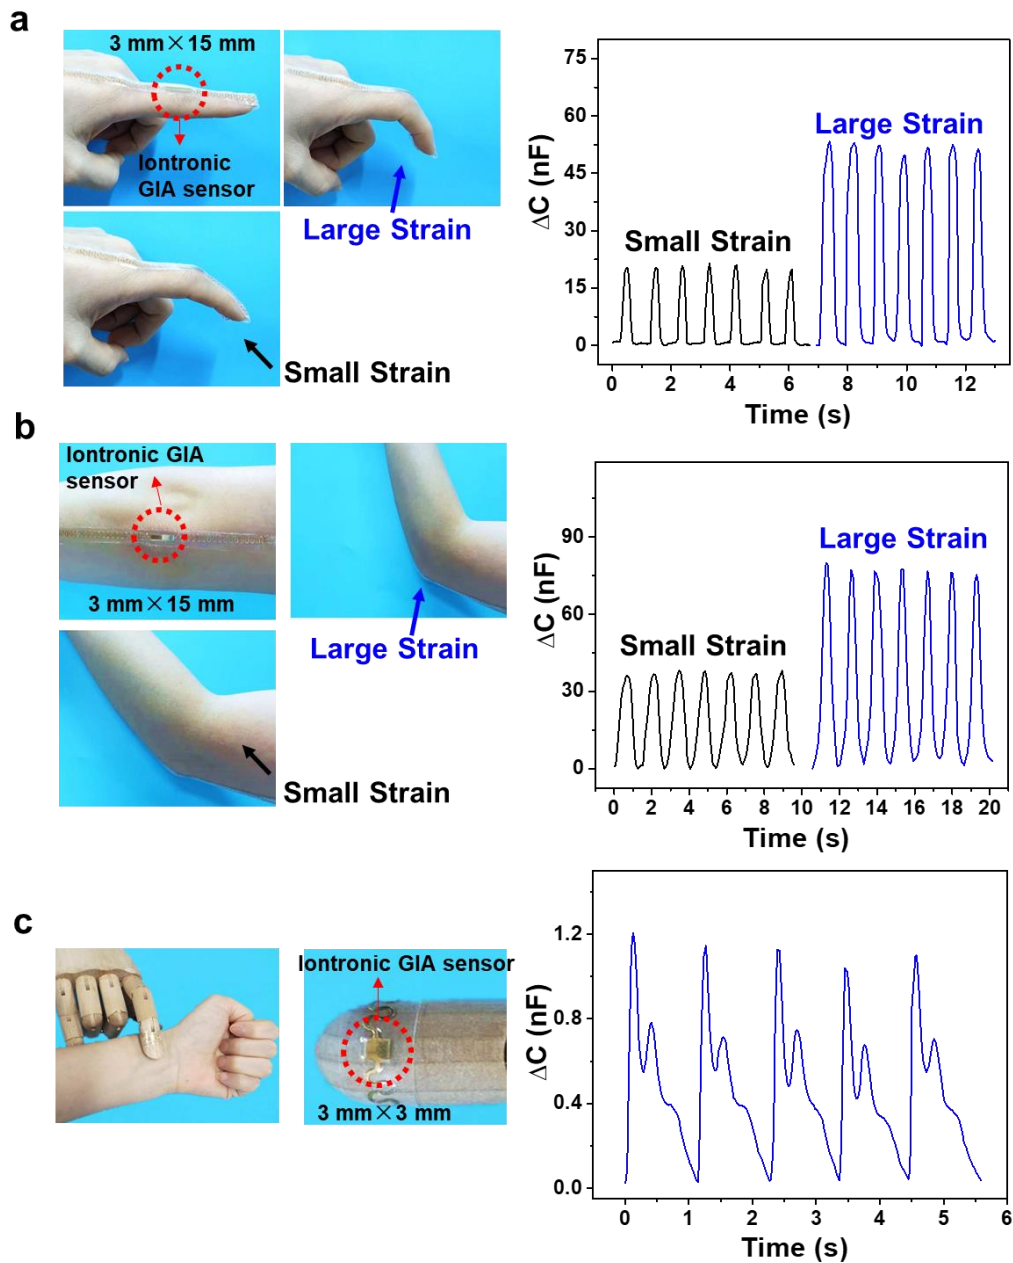 a
3 mm×15 mm
Iontronic
GIA sensor
Large Strain
Small Strain
75
60
45
30
15
0
ΔC (nF)
Small Strain
Large Strain
0 2 4 6 8 10 12
Time (s)
b
Iontronic GIA
sensor
3 mm×15 mm
Large Strain
Small Strain
90
60
30
0
ΔC (nF)
Small Strain
Large Strain
0 2 4 6 8 10 12 14 16 18 20
Time (s)
c
Iontronic GIA sensor
3 mm×3 mm
1.2
0.8
0.4
0.0
ΔC (nF)
0 1 2 3 4 5 6
Time (s)